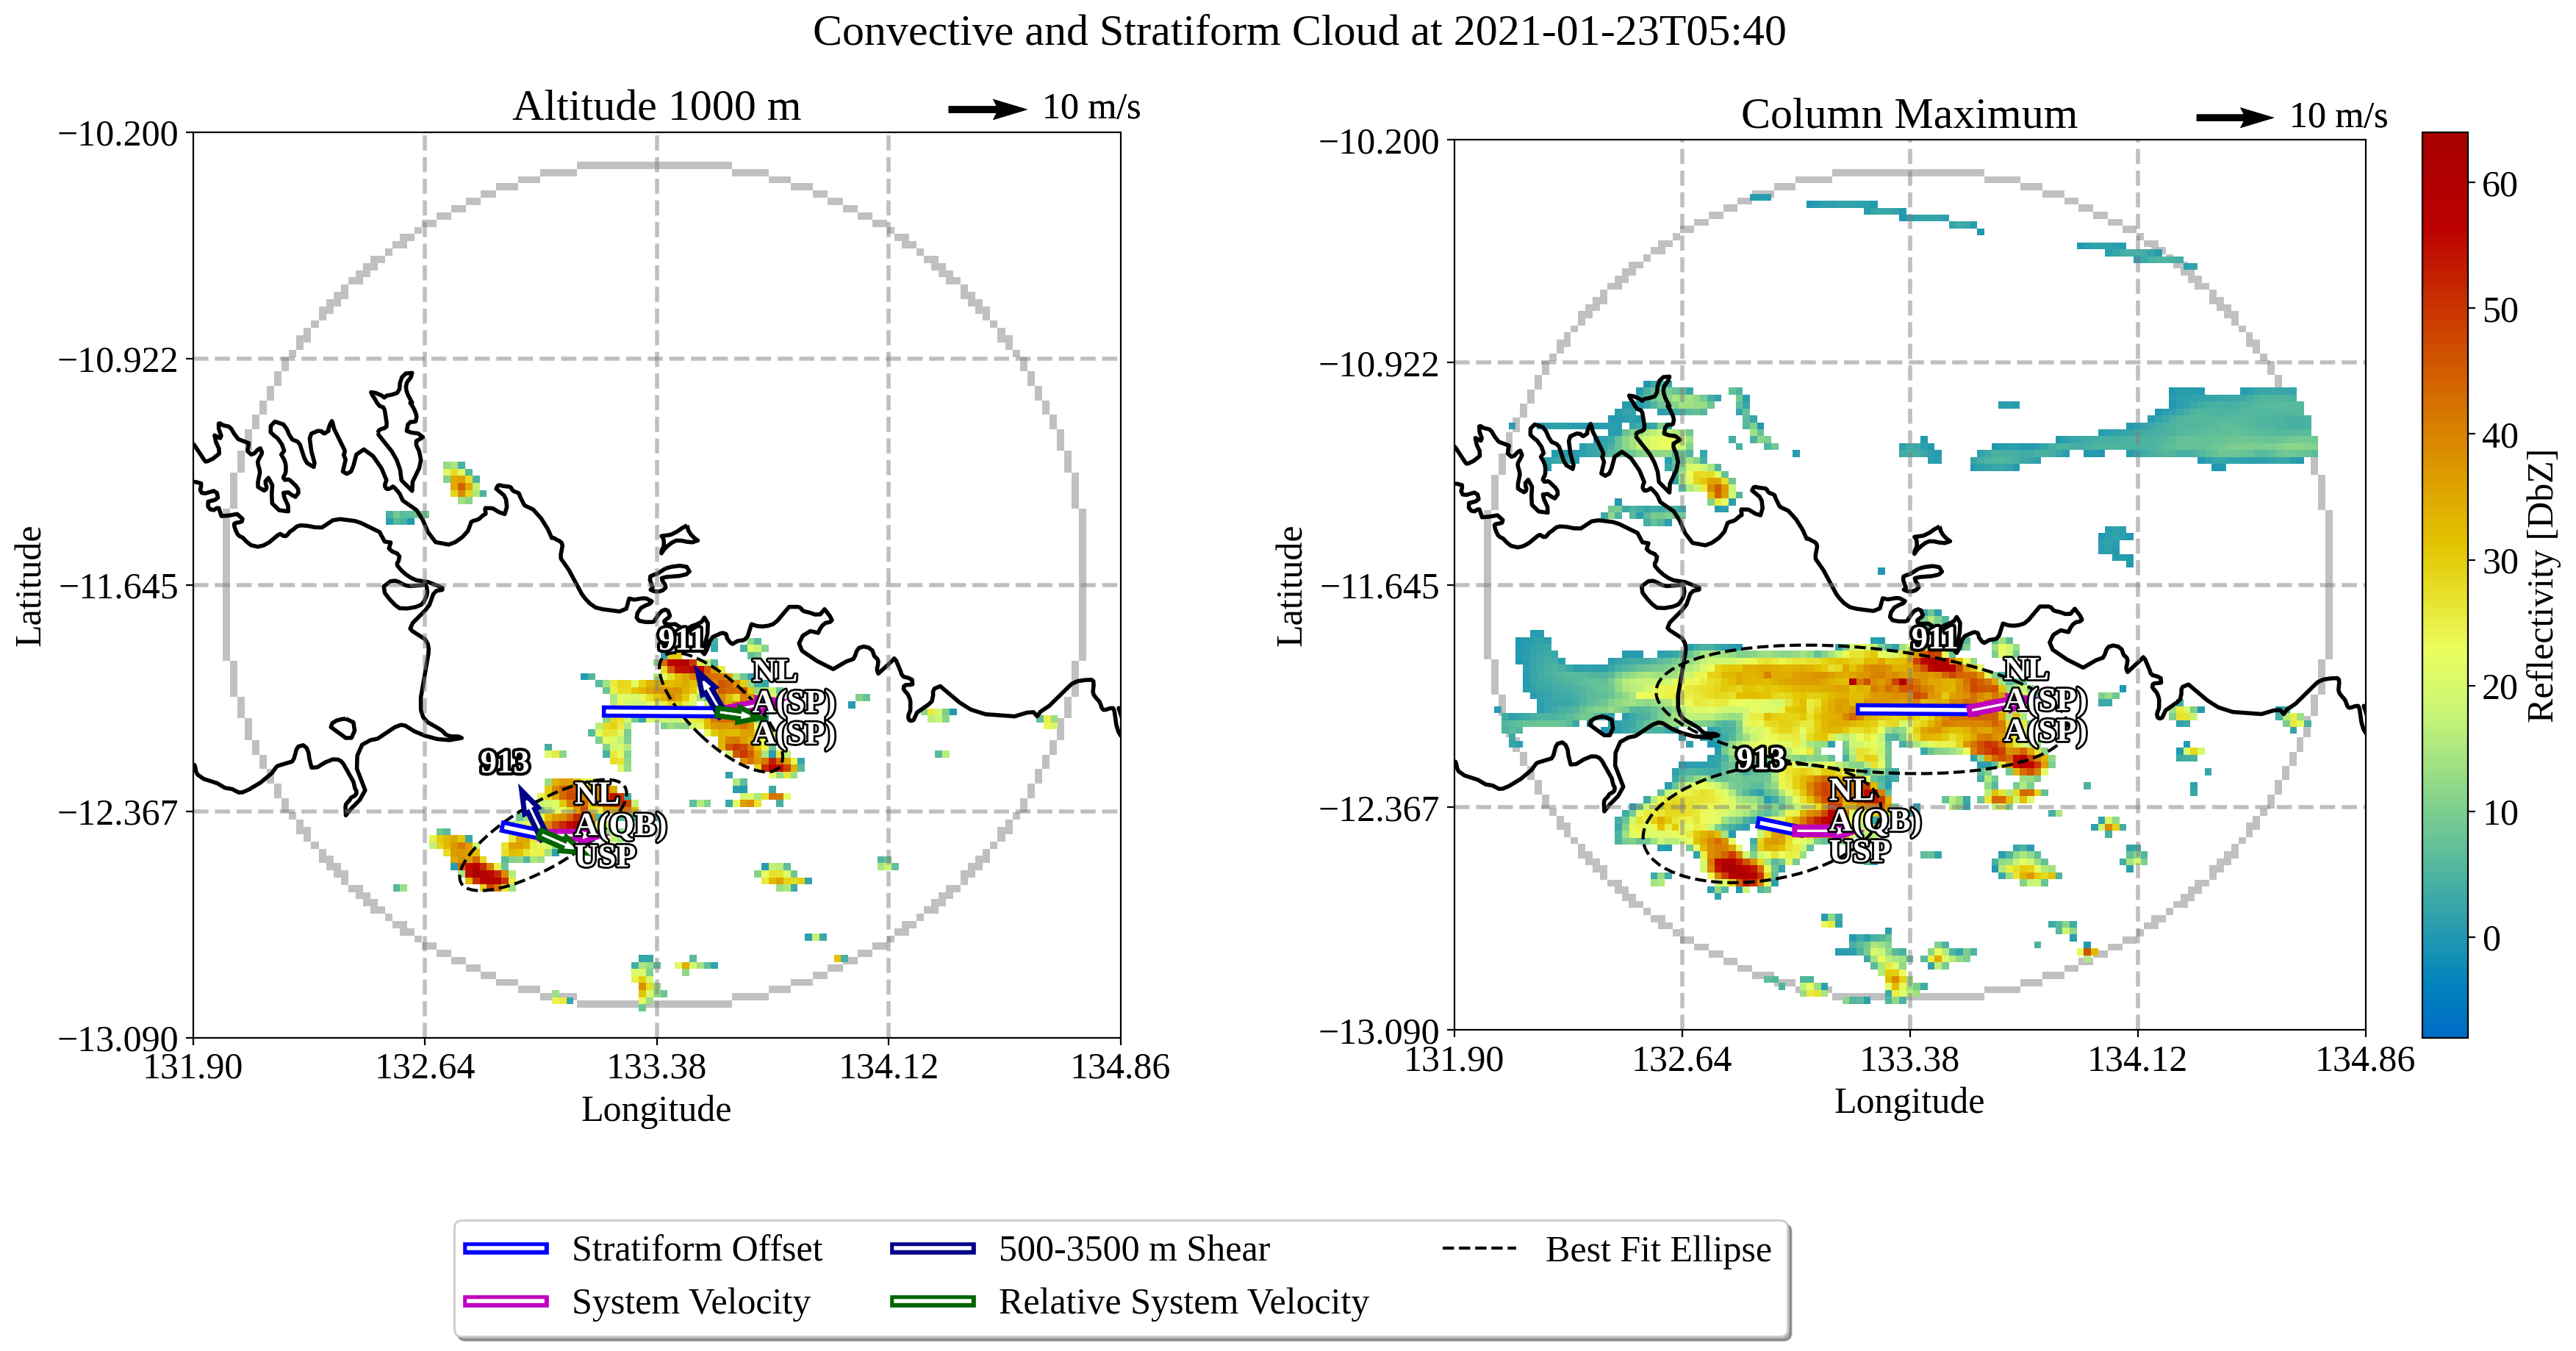 Convective and Stratiform Cloud at 2021-01-23T05:40
Altitude 1000 m
10 m/s
−10.200
−10.922
−11.645
−12.367
−13.090
Latitude
131.90
132.64
133.38
134.12
134.86
Longitude
911
NL
A(SP)
A(SP)
913
NL
A(QB)
USP
Column Maximum
10 m/s
−10.200
−10.922
−11.645
−12.367
−13.090
Latitude
131.90
132.64
133.38
134.12
134.86
Longitude
911
NL
A(SP)
A(SP)
913
NL
A(QB)
USP
60
50
40
30
20
10
0
Reflectivity [DbZ]
Stratiform Offset
System Velocity
500-3500 m Shear
Relative System Velocity
Best Fit Ellipse